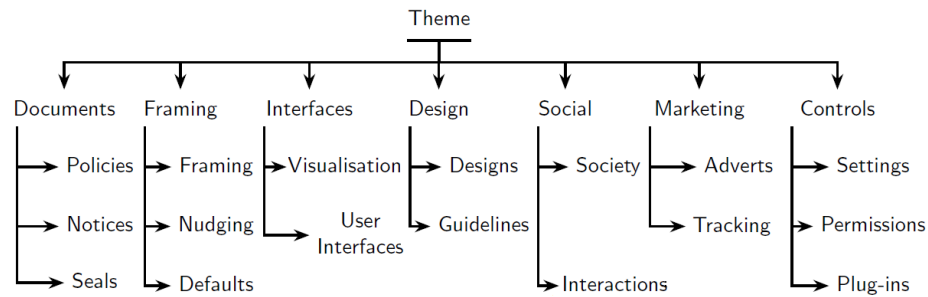 Theme
Documents Framing Interfaces Design Social Marketing Controls
Policies Framing Visualisation Designs Society Adverts Settings
Notices Nudging User Interfaces Guidelines Tracking Permissions
Seals Defaults Interactions Plug-ins